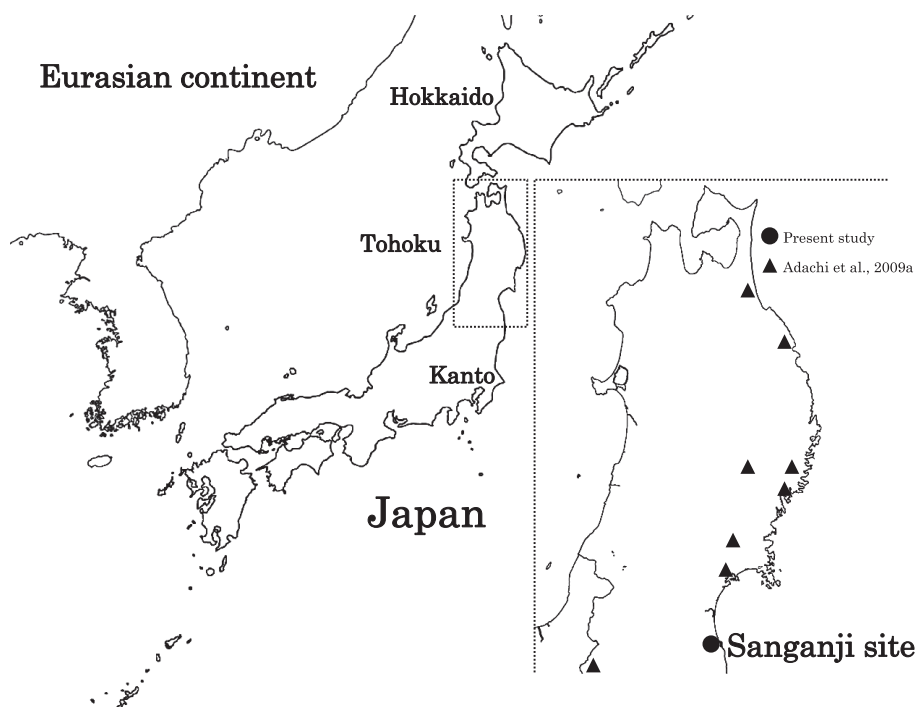 Eurasian continent
Hokkaido
Tohoku
Present study
Adachi et al., 2009a
Kanto
Japan
Sanganji site